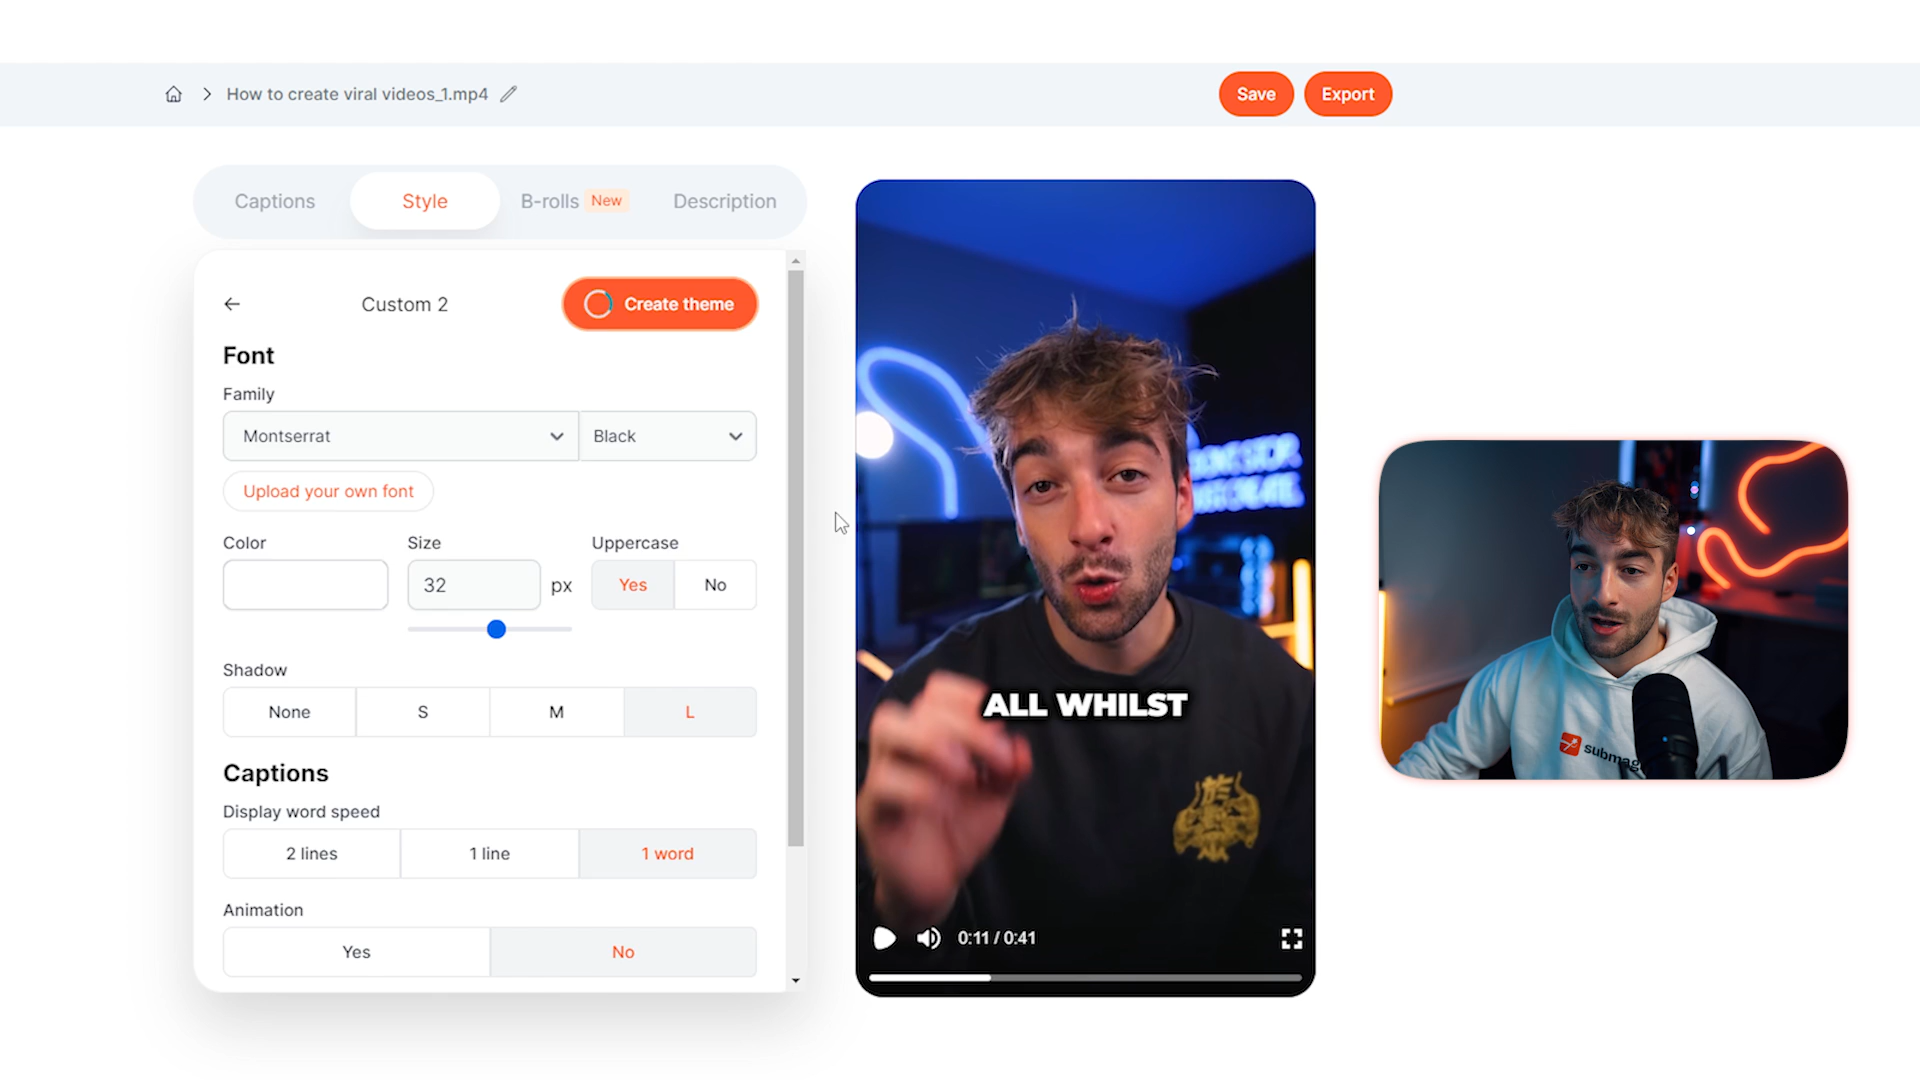 How to create viral videos_1.mp4
Save
Export
Captions
Style
B-rolls New
Description
Custom 2
Create theme
Font
Family
Montserrat
Black
Upload your own font
Color
Size
Uppercase
32 px
Yes
No
Shadow
None
S
M
L
Captions
Display word speed
2 lines
1 line
1 word
Animation
Yes
No
ALL WHILST
0:11 / 0:41